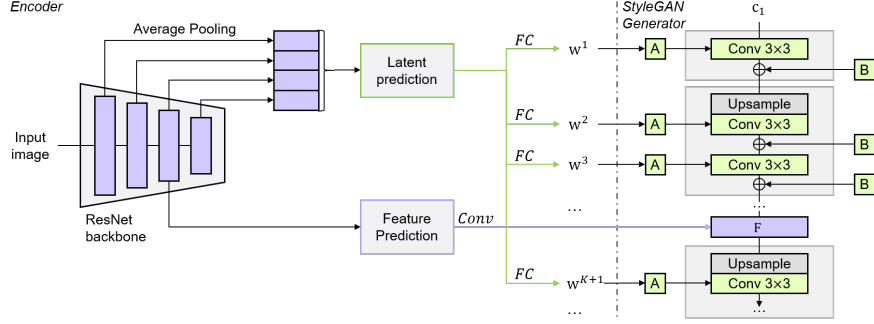 Encoder
Average Pooling
Input
image
ResNet
backbone
Latent
prediction
Feature
Prediction
Conv
FC
w¹
FC
w²
FC
w³
...
FC
w^{K+1}
...
StyleGAN
Generator
c₁
A
Conv 3×3
B
Upsample
A
Conv 3×3
B
A
Conv 3×3
B
...
F
Upsample
A
Conv 3×3
...